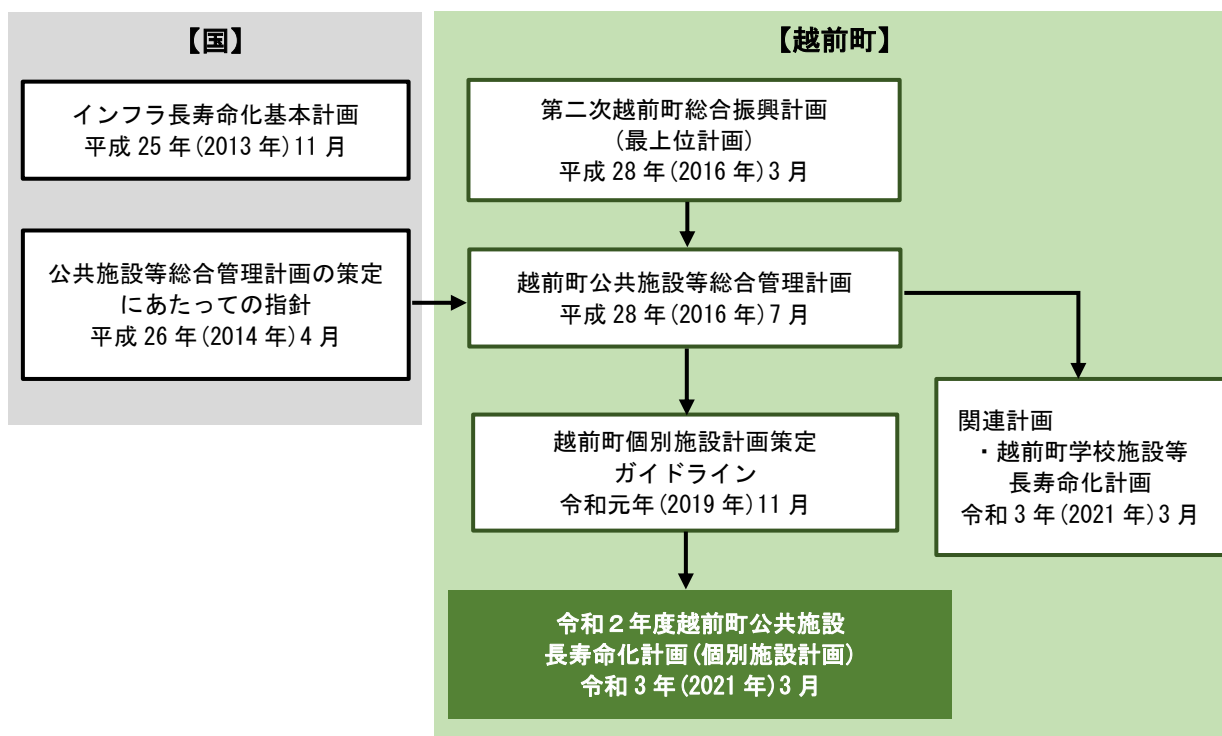 【国】
インフラ長寿命化基本計画
平成 25 年(2013 年)11 月
公共施設等総合管理計画の策定
にあたっての指針
平成 26 年(2014 年)4 月
【越前町】
第二次越前町総合振興計画
(最上位計画)
平成 28 年(2016 年)3 月
越前町公共施設等総合管理計画
平成 28 年(2016 年)7 月
越前町個別施設計画策定
ガイドライン
令和元年(2019 年)11 月
関連計画
・越前町学校施設等
長寿命化計画
令和 3 年(2021 年)3 月
令和２年度越前町公共施設
長寿命化計画(個別施設計画)
令和 3 年(2021 年)3 月